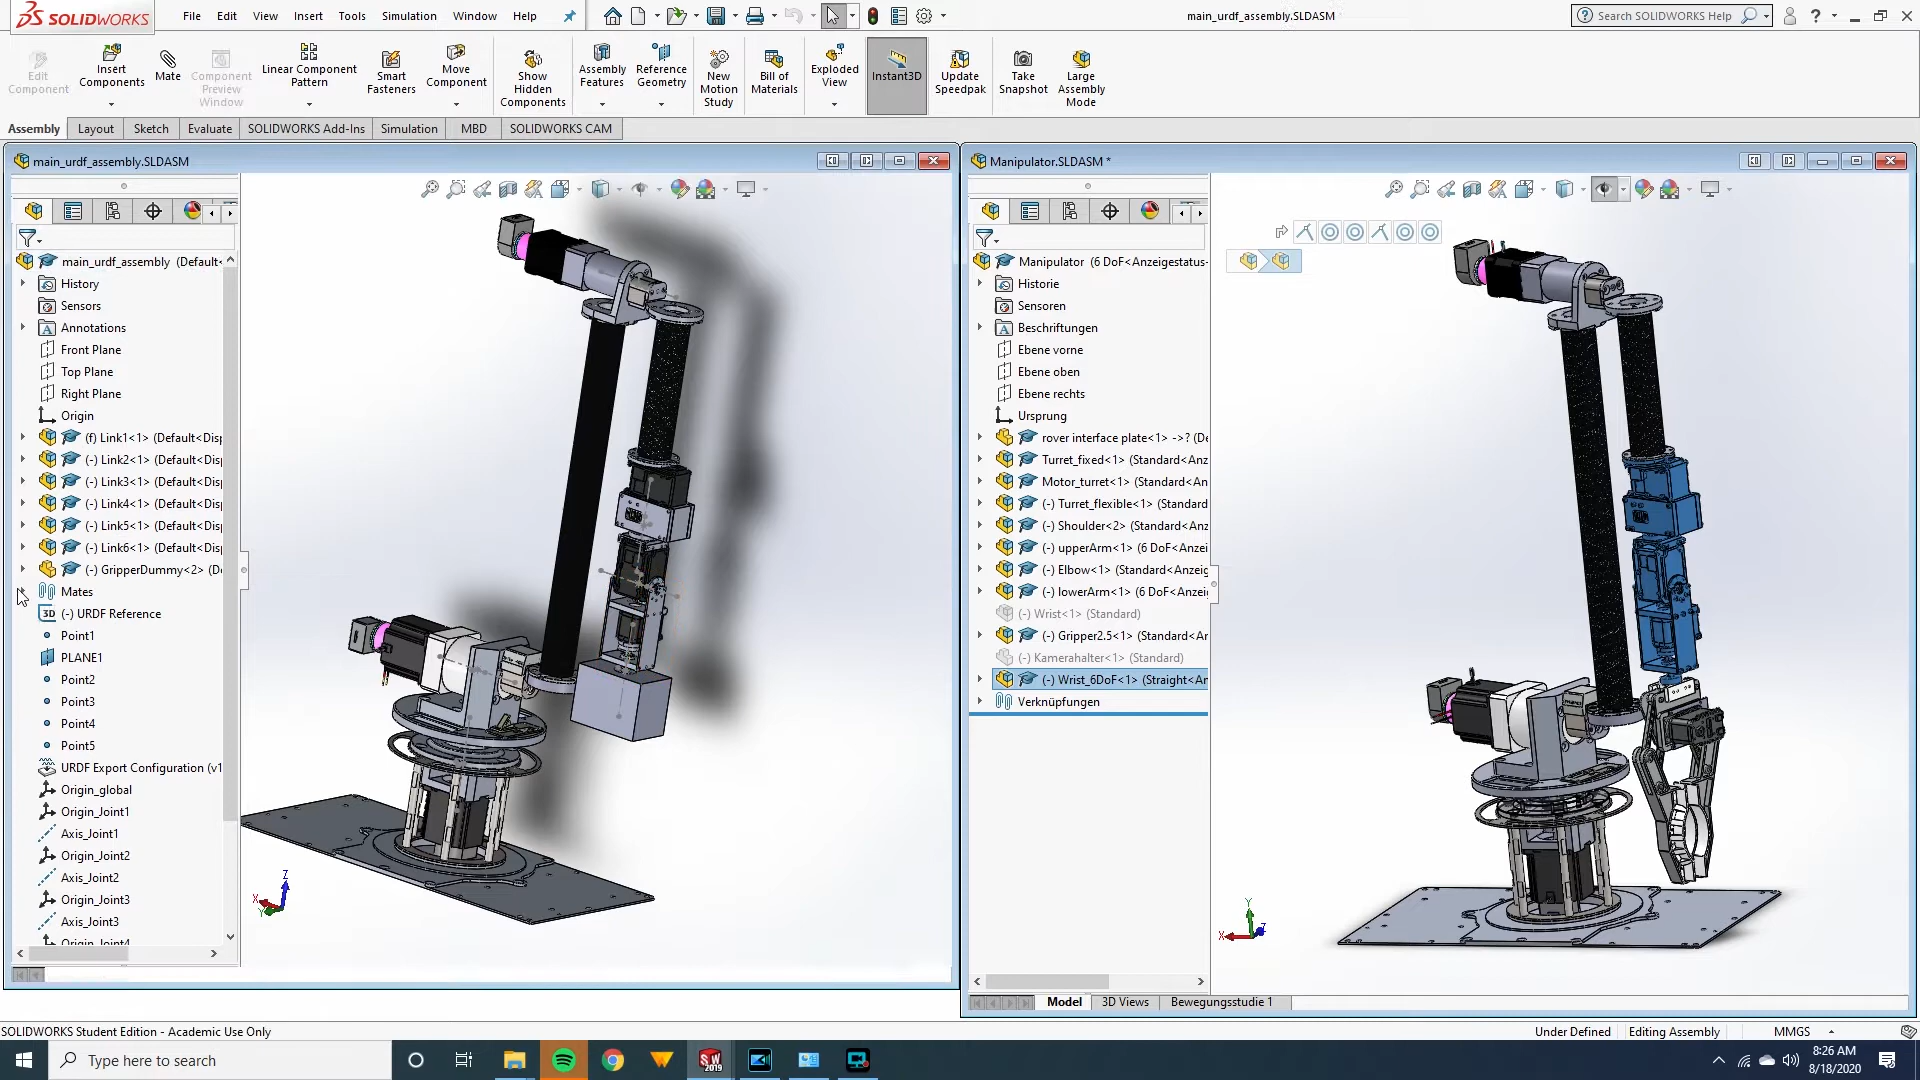 SOLIDWORKS
File Edit View Insert Tools Simulation Window Help
main_urdf_assembly.SLDASM
Search SOLIDWORKS Help
Edit Component
Insert Components
Mate
Component Preview Window
Linear Component Pattern
Smart Fasteners
Move Component
Show Hidden Components
Assembly Features
Reference Geometry
New Motion Study
Bill of Materials
Exploded View
Instant3D
Update Speedpak
Take Snapshot
Large Assembly Mode
Assembly Layout Sketch Evaluate SOLIDWORKS Add-Ins Simulation MBD SOLIDWORKS CAM
main_urdf_assembly.SLDASM
main_urdf_assembly (Default<
History
Sensors
Annotations
Front Plane
Top Plane
Right Plane
Origin
(f) Link1<1> (Default<Disp
(-) Link2<1> (Default<Disp
(-) Link3<1> (Default<Disp
(-) Link4<1> (Default<Disp
(-) Link5<1> (Default<Disp
(-) Link6<1> (Default<Disp
(-) GripperDummy<2> (De
Mates
3D (-) URDF Reference
Point1
PLANE1
Point2
Point3
Point4
Point5
URDF Export Configuration (v1
Origin_global
Origin_Joint1
Axis_Joint1
Origin_Joint2
Axis_Joint2
Origin_Joint3
Axis_Joint3
Origin_Joint4
Z
X
Y
Manipulator.SLDASM *
Manipulator (6 DoF<Anzeigestatus-
Historie
Sensoren
Beschriftungen
Ebene vorne
Ebene oben
Ebene rechts
Ursprung
rover interface plate<1> ->? (De
Turret_fixed<1> (Standard<Anz
Motor_turret<1> (Standard<An
(-) Turret_flexible<1> (Standard
(-) Shoulder<2> (Standard<Anz
(-) upperArm<1> (6 DoF<Anzei
(-) Elbow<1> (Standard<Anzeig
(-) lowerArm<1> (6 DoF<Anzei
(-) Wrist<1> (Standard)
(-) Gripper2.5<1> (Standard<Ar
(-) Kamerahalter<1> (Standard)
(-) Wrist_6DoF<1> (Straight<Ar
Verknüpfungen
Y
X
Z
Model 3D Views Bewegungsstudie 1
SOLIDWORKS Student Edition - Academic Use Only
Under Defined Editing Assembly MMGS
Type here to search
SW 2019
8:26 AM
8/18/2020